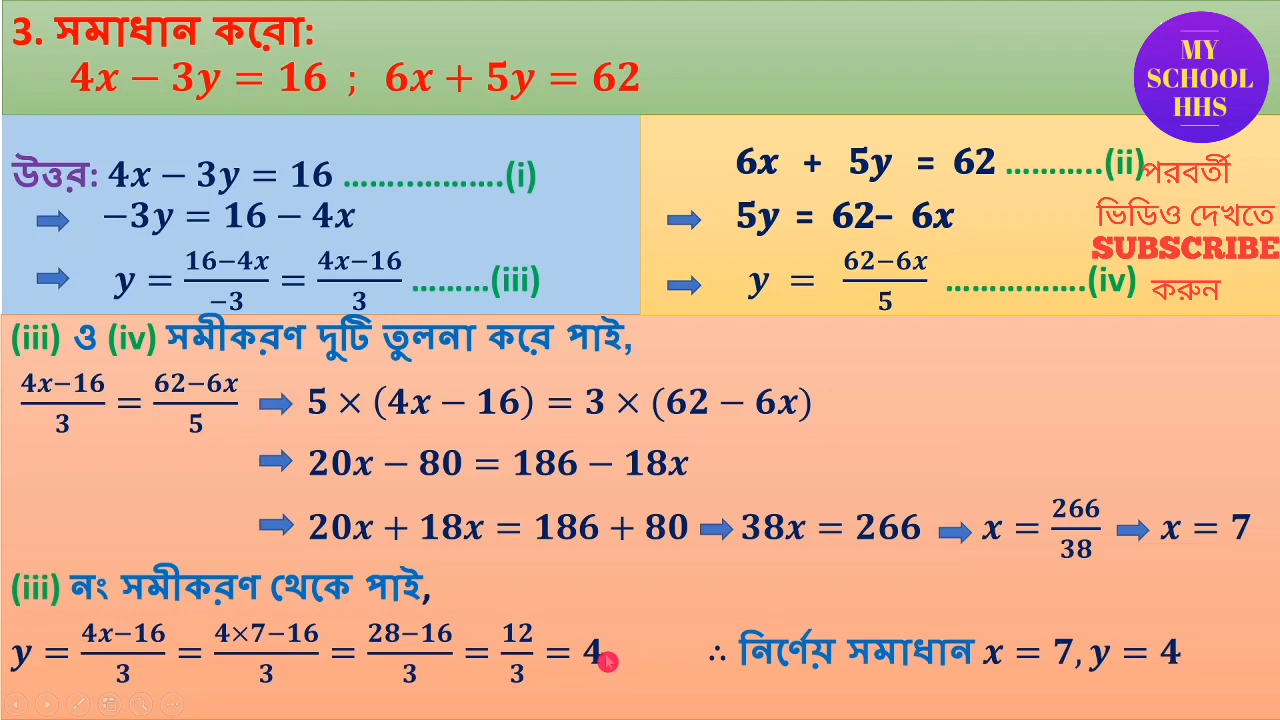 3. সমাধান করো:
4x − 3y = 16 ; 6x + 5y = 62
MY
SCHOOL
HHS
উত্তর: 4x − 3y = 16 ………………(i)
⇒ −3y = 16 − 4x
⇒ y = (16−4x)/(−3) = (4x−16)/3 ………(iii)
6x + 5y = 62 ………..(ii)
⇒ 5y = 62− 6x
⇒ y = (62−6x)/5 …………….(iv)
পরবর্তী
ভিডিও দেখতে
SUBSCRIBE
করুন
(iii) ও (iv) সমীকরণ দুটি তুলনা করে পাই,
(4x−16)/3 = (62−6x)/5 ⇒ 5 × (4x − 16) = 3 × (62 − 6x)
⇒ 20x − 80 = 186 − 18x
⇒ 20x + 18x = 186 + 80 ⇒ 38x = 266 ⇒ x = 266/38 ⇒ x = 7
(iii) নং সমীকরণ থেকে পাই,
y = (4x−16)/3 = (4×7−16)/3 = (28−16)/3 = 12/3 = 4 ∴ নির্ণেয় সমাধান x = 7, y = 4